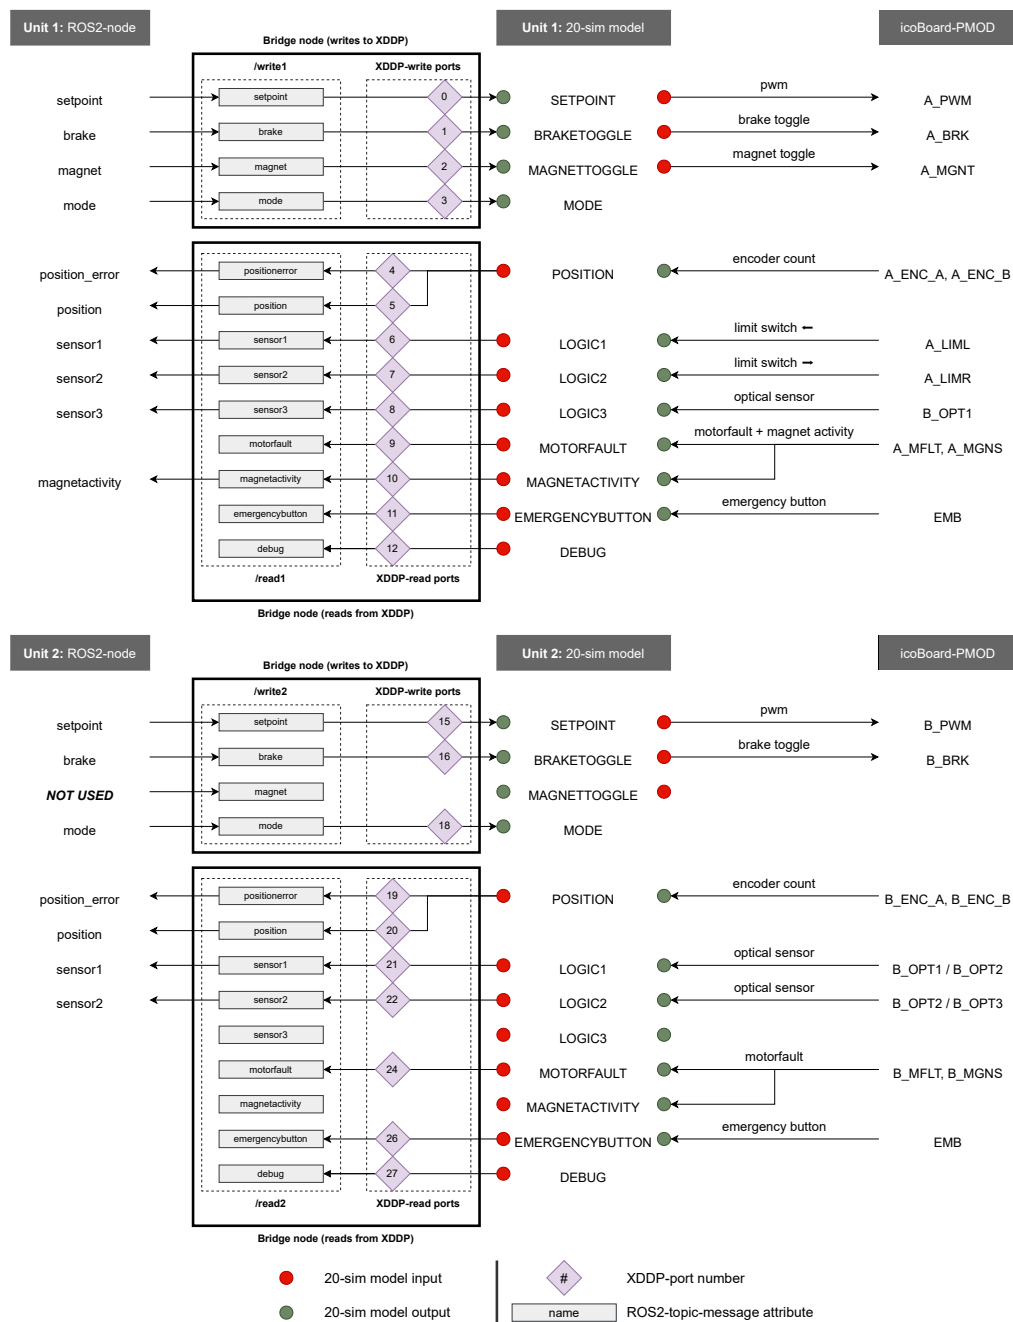 Unit 1: ROS2-node
Unit 1: 20-sim model
icoBoard-PMOD
Bridge node (writes to XDDP)
/write1
XDDP-write ports
setpoint
setpoint
0
SETPOINT
pwm
A_PWM
brake
brake
1
BRAKETOGGLE
brake toggle
A_BRK
magnet
magnet
2
MAGNETTOGGLE
magnet toggle
A_MGNT
mode
mode
3
MODE
position_error
positionerror
4
POSITION
encoder count
A_ENC_A, A_ENC_B
position
position
5
sensor1
sensor1
6
LOGIC1
limit switch ←
A_LIML
sensor2
sensor2
7
LOGIC2
limit switch →
A_LIMR
sensor3
sensor3
8
LOGIC3
optical sensor
B_OPT1
motorfault
9
MOTORFAULT
motorfault + magnet activity
A_MFLT, A_MGNS
magnetactivity
magnetactivity
10
MAGNETACTIVITY
emergencybutton
11
EMERGENCYBUTTON
emergency button
EMB
debug
12
DEBUG
/read1
XDDP-read ports
Bridge node (reads from XDDP)
Unit 2: ROS2-node
Unit 2: 20-sim model
icoBoard-PMOD
Bridge node (writes to XDDP)
/write2
XDDP-write ports
setpoint
setpoint
15
SETPOINT
pwm
B_PWM
brake
brake
16
BRAKETOGGLE
brake toggle
B_BRK
NOT USED
magnet
MAGNETTOGGLE
mode
mode
18
MODE
position_error
positionerror
19
POSITION
encoder count
B_ENC_A, B_ENC_B
position
position
20
sensor1
sensor1
21
LOGIC1
optical sensor
B_OPT1 / B_OPT2
sensor2
sensor2
22
LOGIC2
optical sensor
B_OPT2 / B_OPT3
sensor3
LOGIC3
motorfault
24
MOTORFAULT
motorfault
B_MFLT, B_MGNS
magnetactivity
MAGNETACTIVITY
emergencybutton
26
EMERGENCYBUTTON
emergency button
EMB
debug
27
DEBUG
/read2
XDDP-read ports
Bridge node (reads from XDDP)
20-sim model input
#
XDDP-port number
20-sim model output
name
ROS2-topic-message attribute